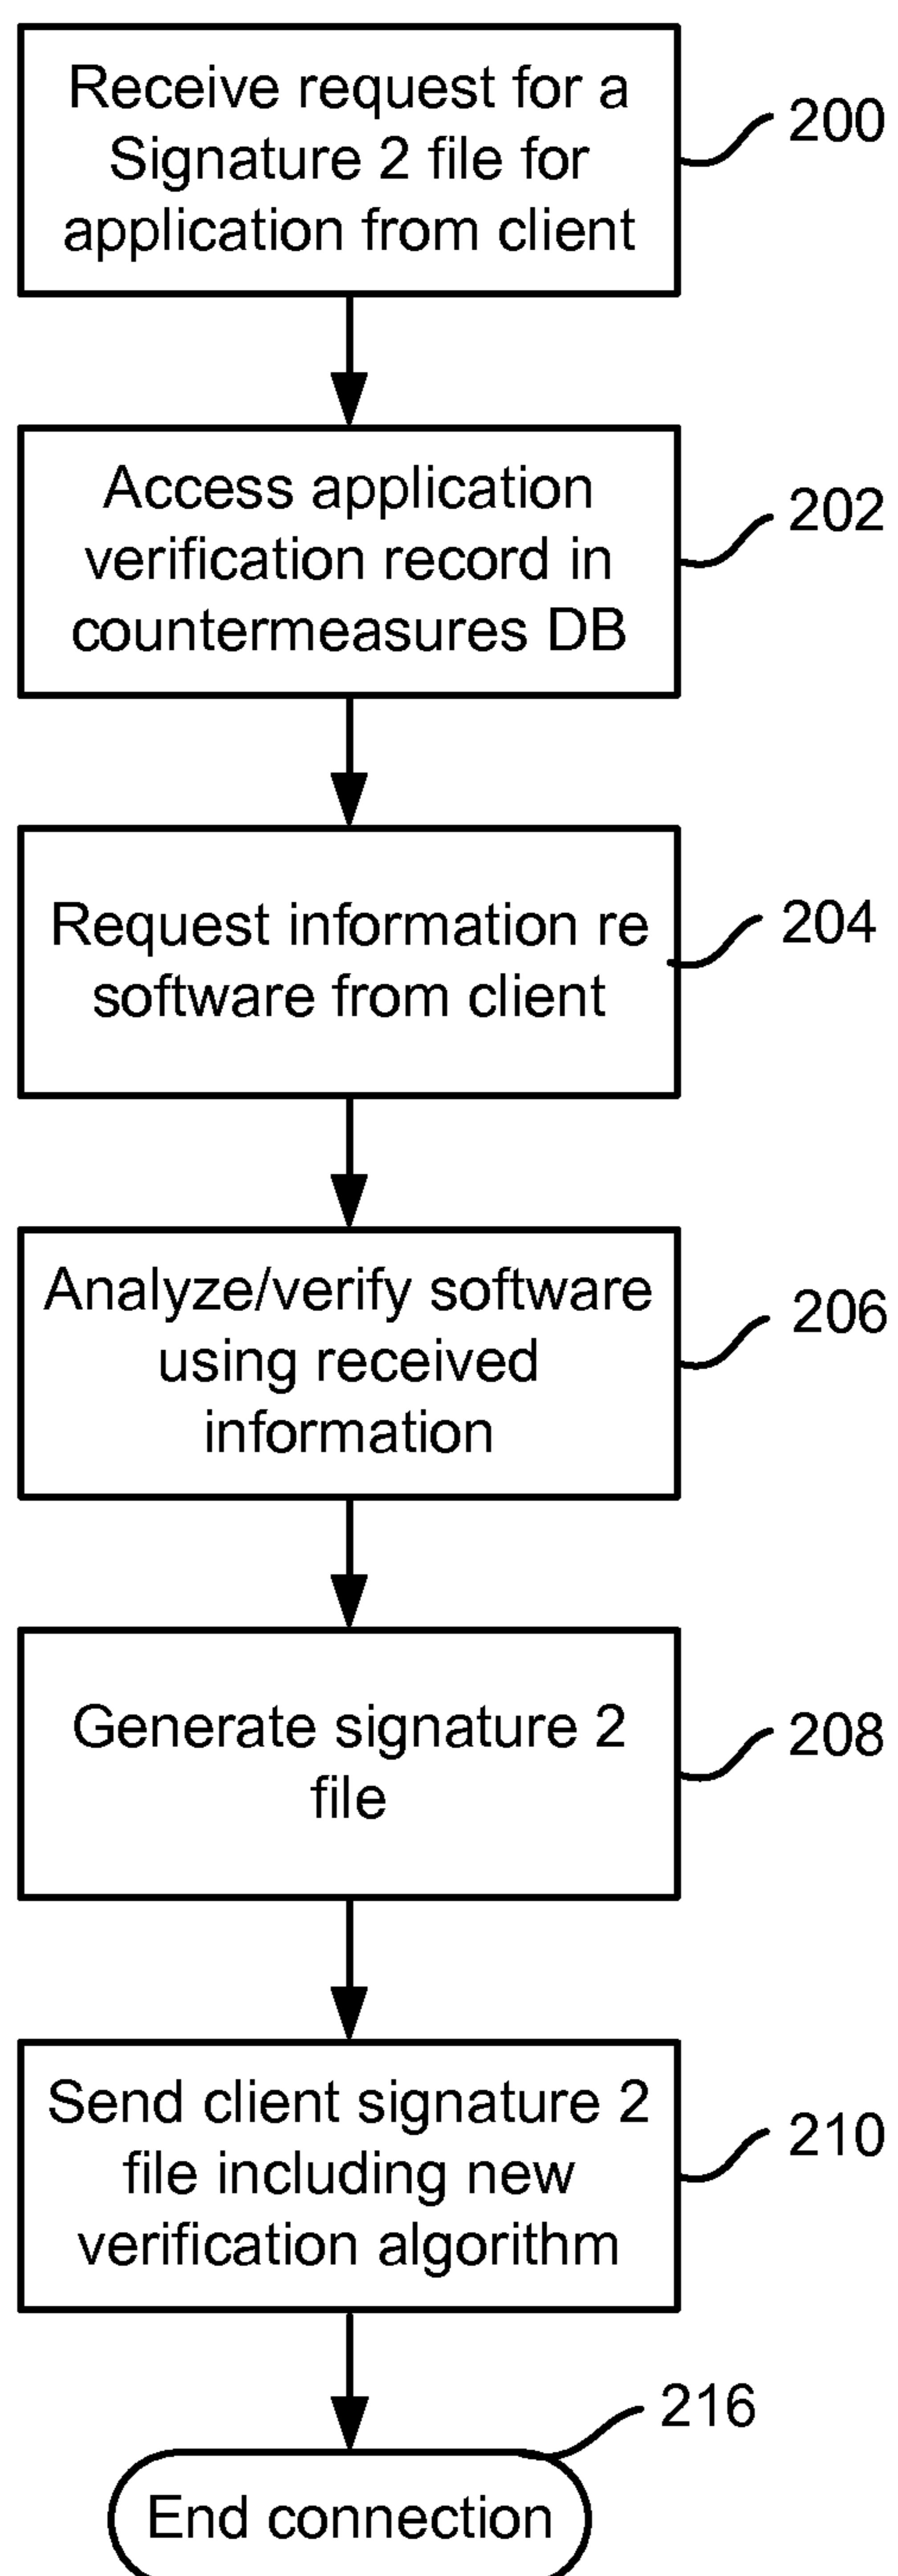 Receive request for a
Signature 2 file for
application from client
200
Access application
verification record in
countermeasures DB
202
Request information re
software from client
204
Analyze/verify software
using received
information
206
Generate signature 2
file
208
Send client signature 2
file including new
verification algorithm
210
216
End connection